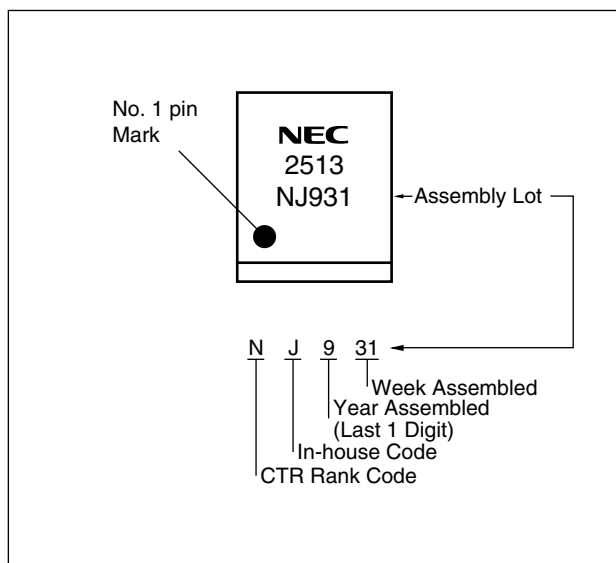 No. 1 pin
Mark
NEC
2513
NJ931
Assembly Lot
N J 9 31
Week Assembled
Year Assembled
(Last 1 Digit)
In-house Code
CTR Rank Code